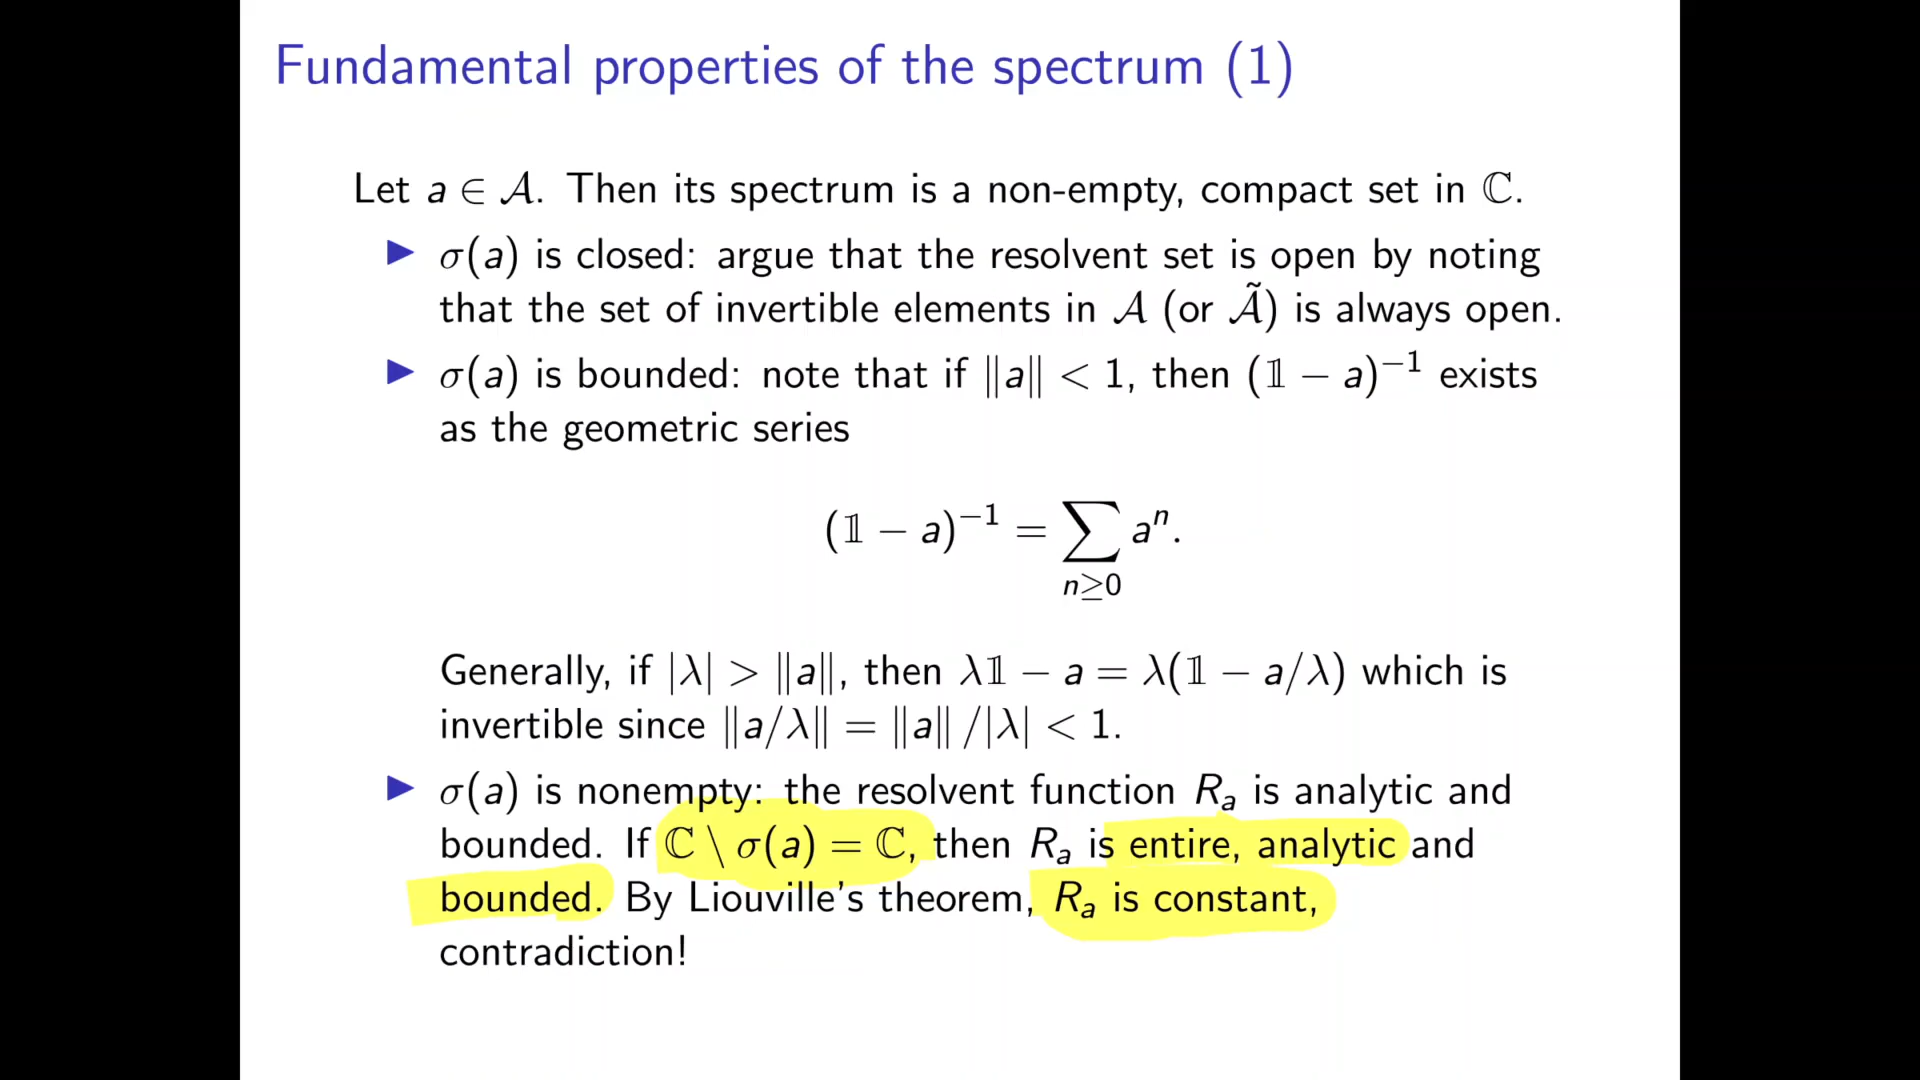 Fundamental properties of the spectrum (1)
Let a ∈ 𝒜. Then its spectrum is a non-empty, compact set in ℂ.
▶ σ(a) is closed: argue that the resolvent set is open by noting
that the set of invertible elements in 𝒜 (or 𝒜̃) is always open.
▶ σ(a) is bounded: note that if ‖a‖ < 1, then (𝟙 − a)⁻¹ exists
as the geometric series
(𝟙 − a)⁻¹ = ∑_{n≥0} aⁿ.
Generally, if |λ| > ‖a‖, then λ𝟙 − a = λ(𝟙 − a/λ) which is
invertible since ‖a/λ‖ = ‖a‖ /|λ| < 1.
▶ σ(a) is nonempty: the resolvent function Rₐ is analytic and
bounded. If ℂ \ σ(a) = ℂ, then Rₐ is entire, analytic and
bounded. By Liouville's theorem, Rₐ is constant,
contradiction!